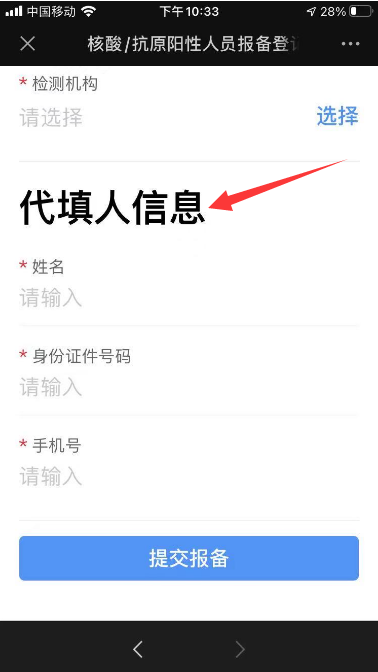 中国移动 下午10:33 28%
核酸/抗原阳性人员报备登
* 检测机构
请选择 选择
代填人信息
* 姓名
请输入
* 身份证件号码
请输入
* 手机号
请输入
提交报备